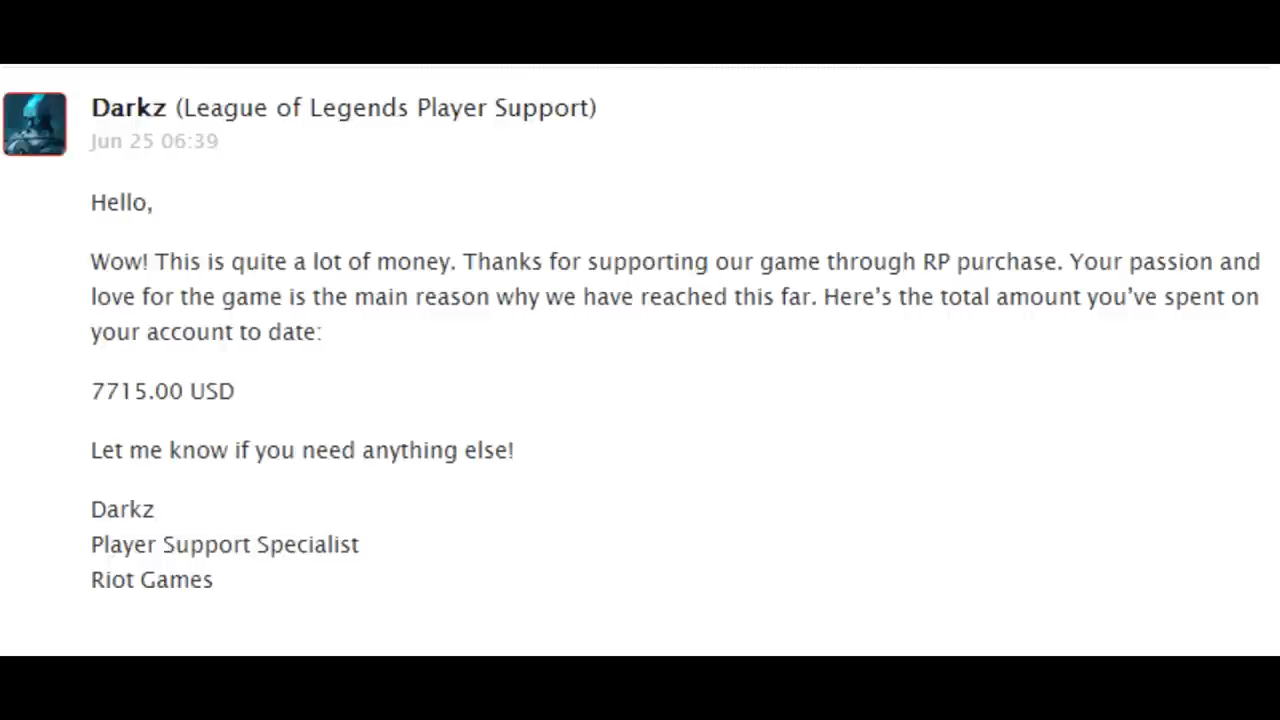 Darkz (League of Legends Player Support)
Jun 25 06:39
Hello,
Wow! This is quite a lot of money. Thanks for supporting our game through RP purchase. Your passion and
love for the game is the main reason why we have reached this far. Here's the total amount you've spent on
your account to date:
7715.00 USD
Let me know if you need anything else!
Darkz
Player Support Specialist
Riot Games